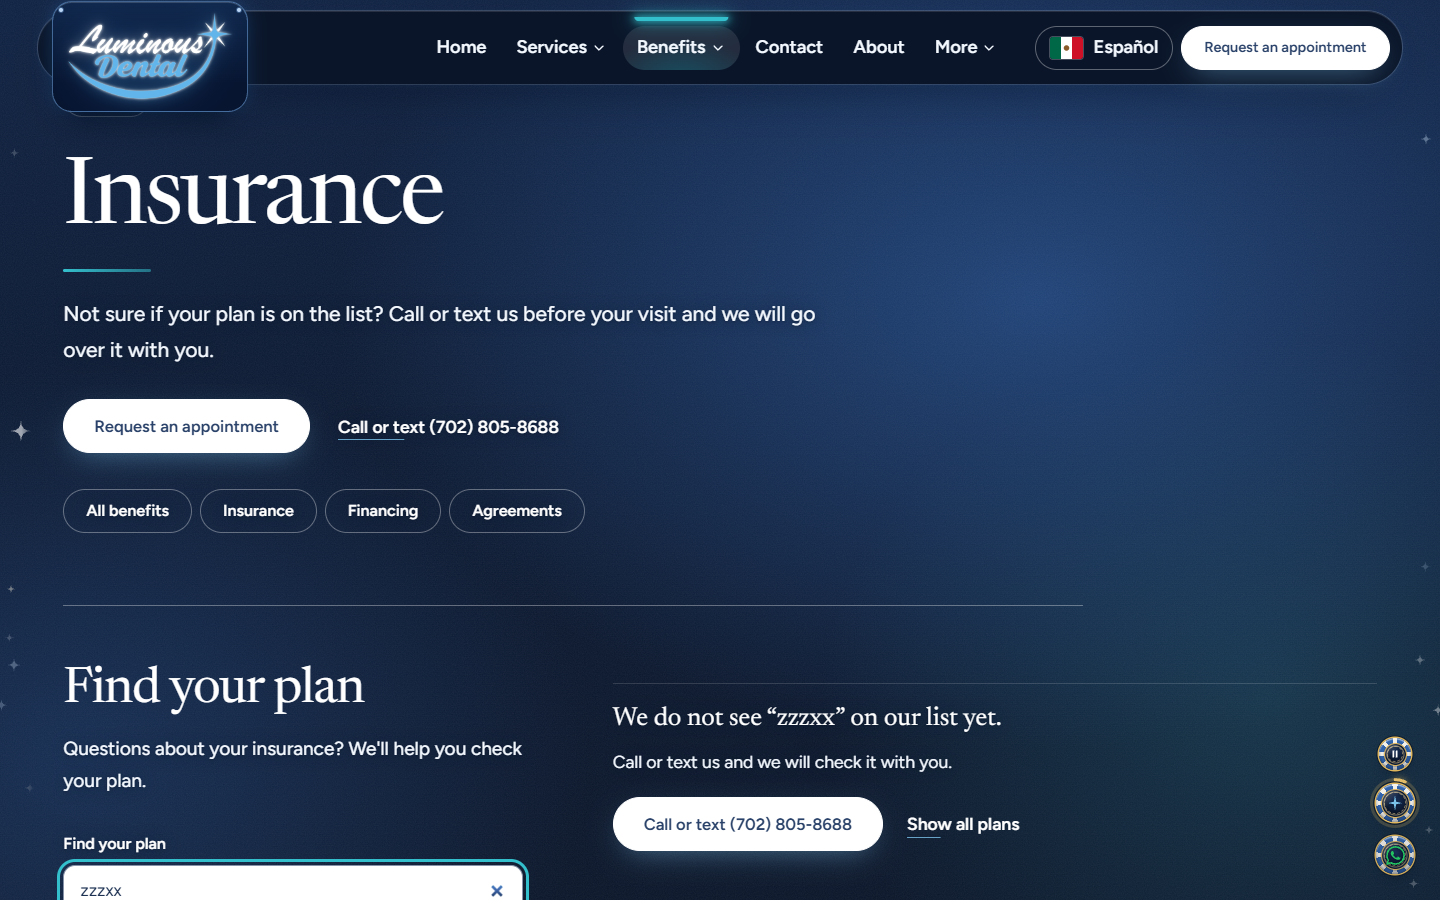 Luminous
Dental
Home
Services
Benefits
Contact
About
More
Español
Request an appointment
Insurance
Not sure if your plan is on the list? Call or text us before your visit and we will go
over it with you.
Request an appointment
Call or text (702) 805-8688
All benefits
Insurance
Financing
Agreements
Find your plan
Questions about your insurance? We'll help you check
your plan.
Find your plan
zzzxx
We do not see “zzzxx” on our list yet.
Call or text us and we will check it with you.
Call or text (702) 805-8688
Show all plans